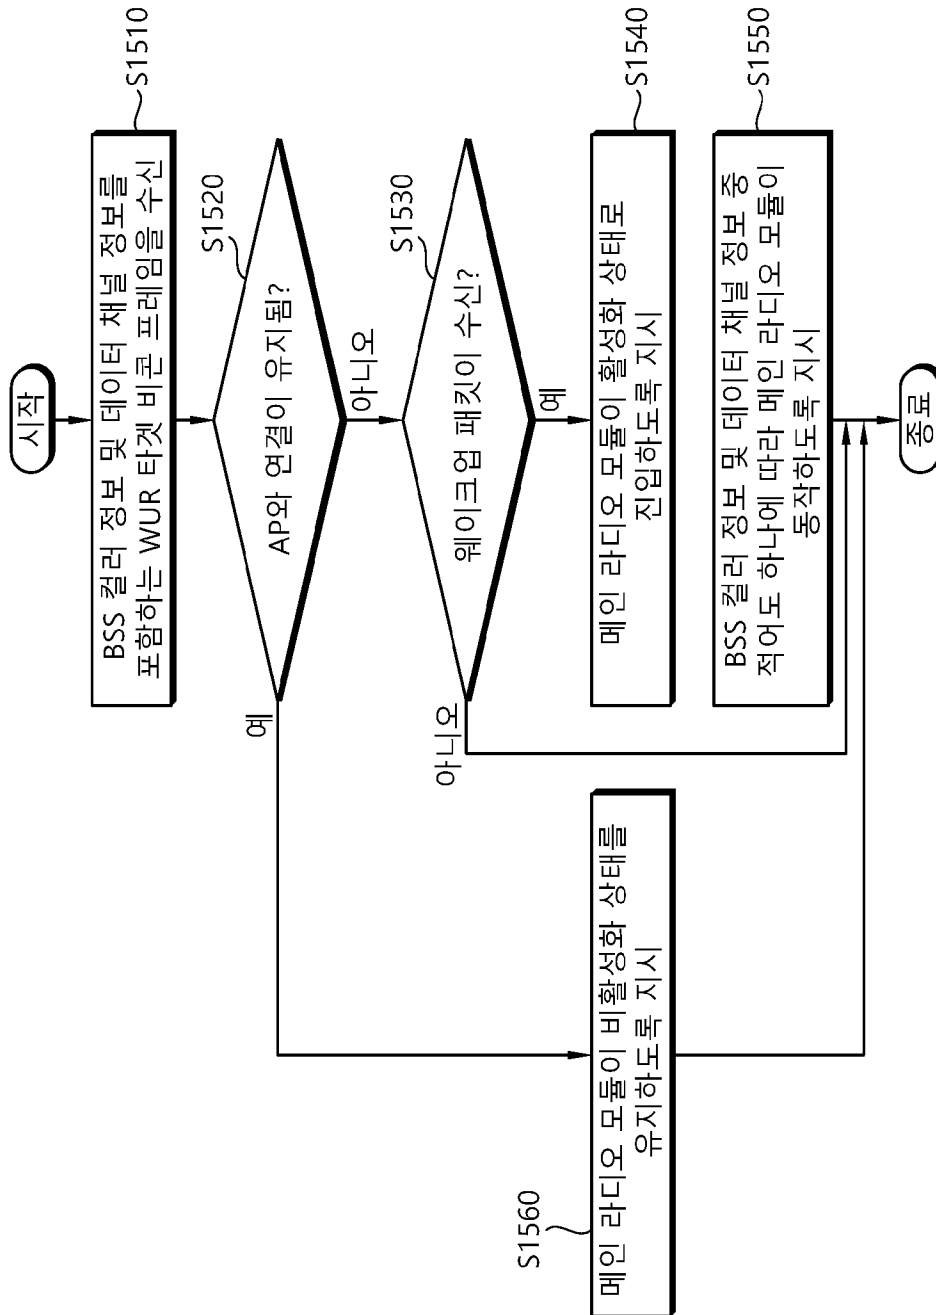 시작
BSS 컬러 정보 및 데이터 채널 정보를
포함하는 WUR 타겟 비콘 프레임을 수신
S1510
AP와 연결이 유지됨?
S1520
예
아니오
웨이크업 패킷이 수신?
S1530
아니오
예
메인 라디오 모듈이 활성화 상태로
진입하도록 지시
S1540
메인 라디오 모듈이 비활성화 상태를
유지하도록 지시
S1560
BSS 컬러 정보 및 데이터 채널 정보 중
적어도 하나에 따라 메인 라디오 모듈이
동작하도록 지시
S1550
종료